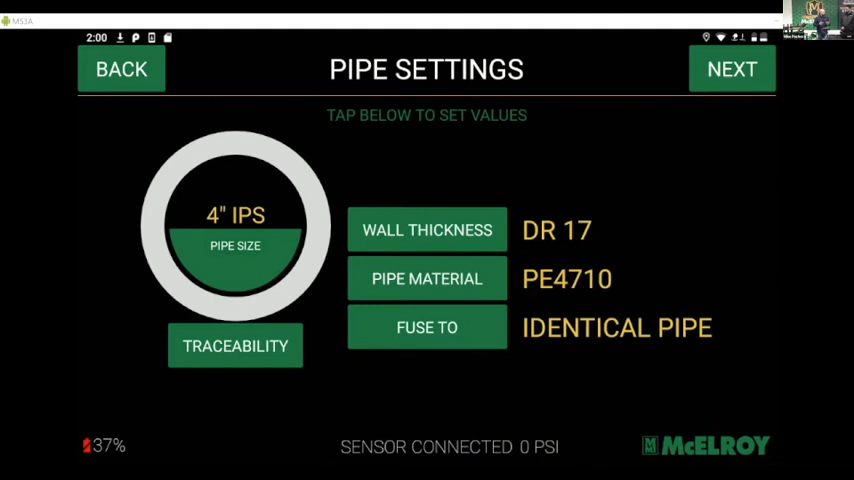 MS3A
2:00
BACK
PIPE SETTINGS
NEXT
TAP BELOW TO SET VALUES
4" IPS
PIPE SIZE
WALL THICKNESS
DR 17
PIPE MATERIAL
PE4710
FUSE TO
IDENTICAL PIPE
TRACEABILITY
37%
SENSOR CONNECTED 0 PSI
McELROY